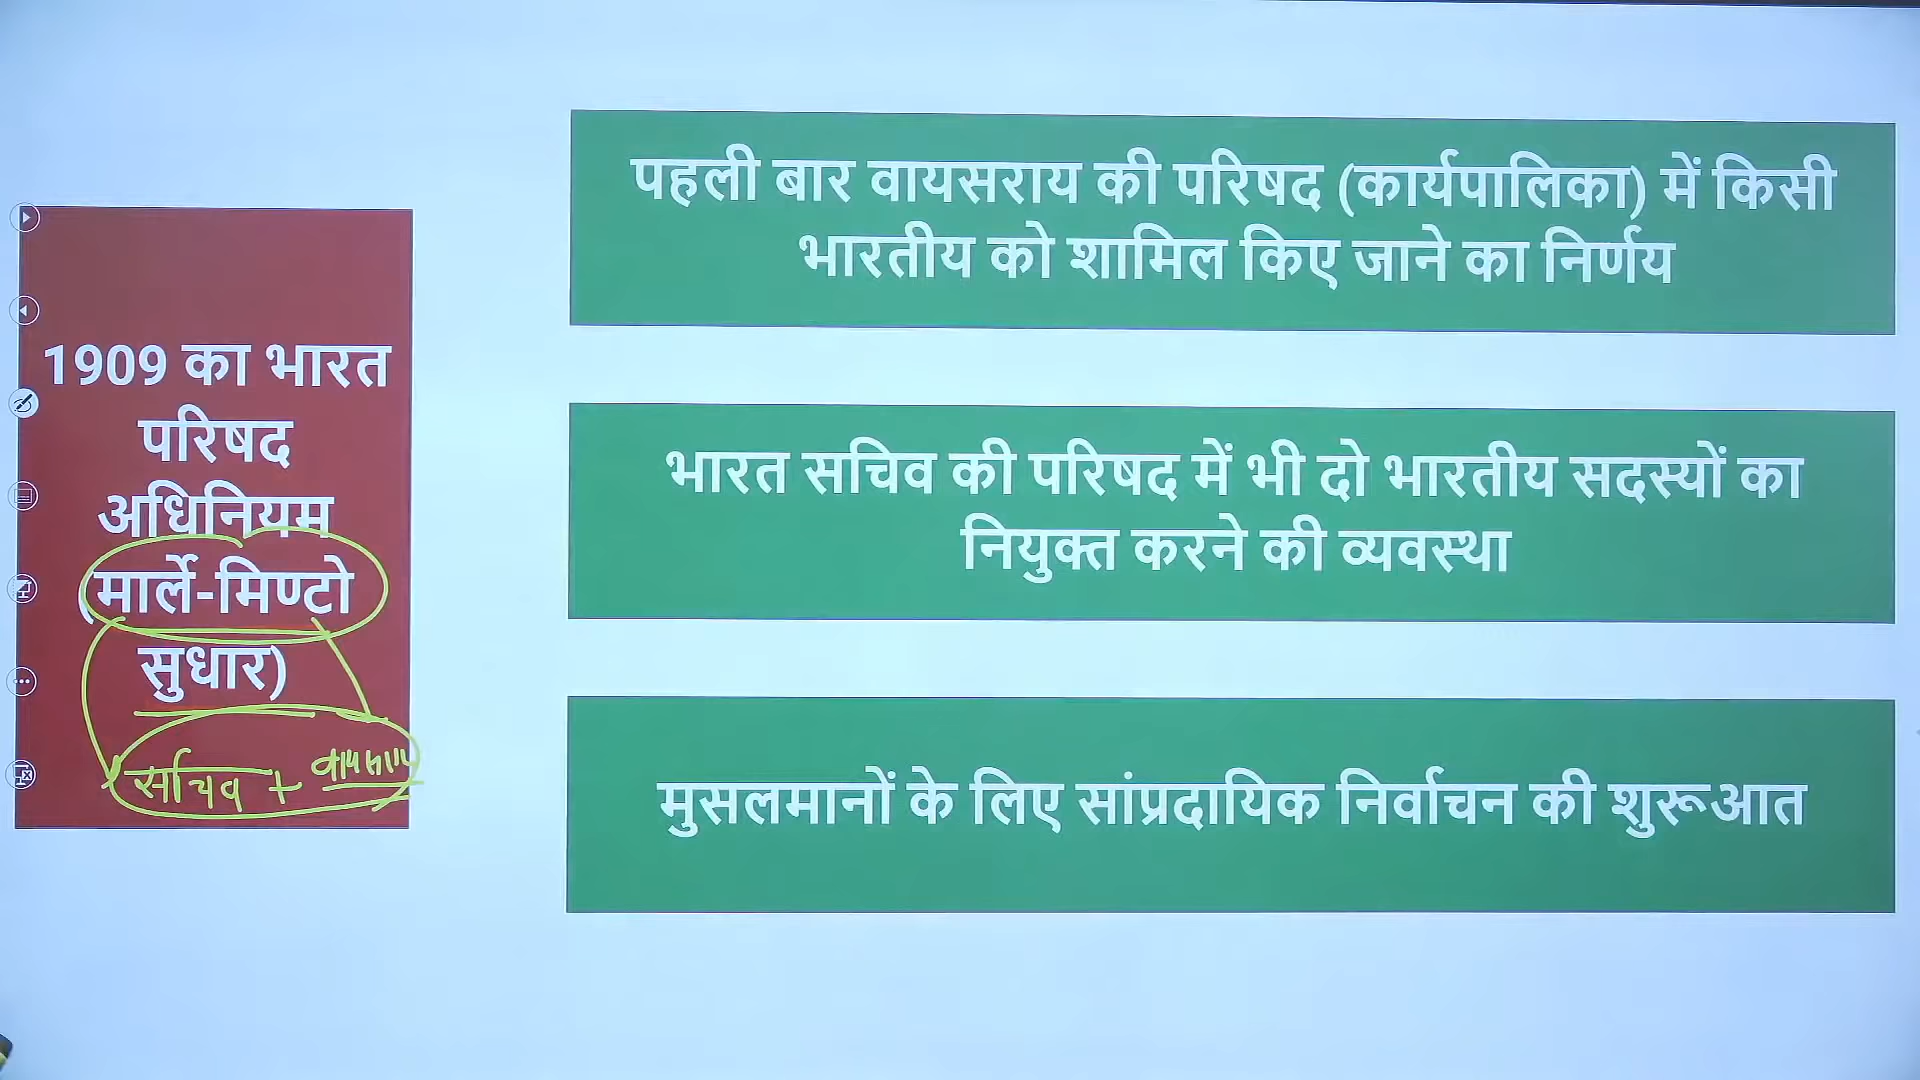 1909 का भारत
परिषद
अधिनियम
(मार्ले-मिण्टो
सुधार)
सचिव +
पहली बार वायसराय की परिषद (कार्यपालिका) में किसी
भारतीय को शामिल किए जाने का निर्णय
भारत सचिव की परिषद में भी दो भारतीय सदस्यों का
नियुक्त करने की व्यवस्था
मुसलमानों के लिए सांप्रदायिक निर्वाचन की शुरूआत